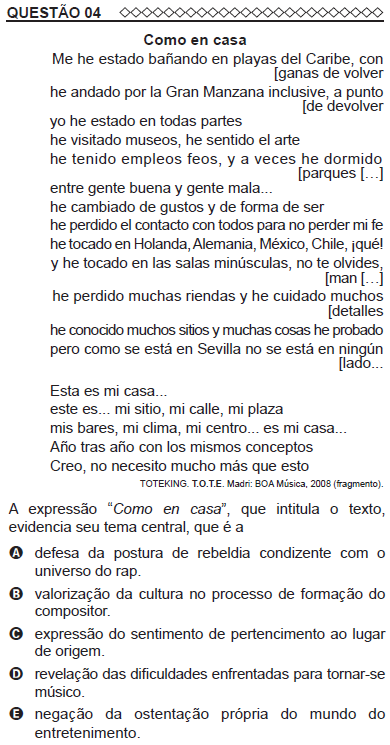 QUESTÃO 04
Como en casa
Me he estado bañando en playas del Caribe, con
[ganas de volver
he andado por la Gran Manzana inclusive, a punto
[de devolver
yo he estado en todas partes
he visitado museos, he sentido el arte
he tenido empleos feos, y a veces he dormido
[parques [...]
entre gente buena y gente mala...
he cambiado de gustos y de forma de ser
he perdido el contacto con todos para no perder mi fe
he tocado en Holanda, Alemania, México, Chile, ¡qué!
y he tocado en las salas minúsculas, no te olvides,
[man [...]
he perdido muchas riendas y he cuidado muchos
[detalles
he conocido muchos sitios y muchas cosas he probado
pero como se está en Sevilla no se está en ningún
[lado...
Esta es mi casa...
este es... mi sitio, mi calle, mi plaza
mis bares, mi clima, mi centro... es mi casa...
Año tras año con los mismos conceptos
Creo, no necesito mucho más que esto
TOTEKING. T.O.T.E. Madri: BOA Música, 2008 (fragmento).
A expressão “Como en casa”, que intitula o texto,
evidencia seu tema central, que é a
A defesa da postura de rebeldia condizente com o
universo do rap.
B valorização da cultura no processo de formação do
compositor.
C expressão do sentimento de pertencimento ao lugar
de origem.
D revelação das dificuldades enfrentadas para tornar-se
músico.
E negação da ostentação própria do mundo do
entretenimento.